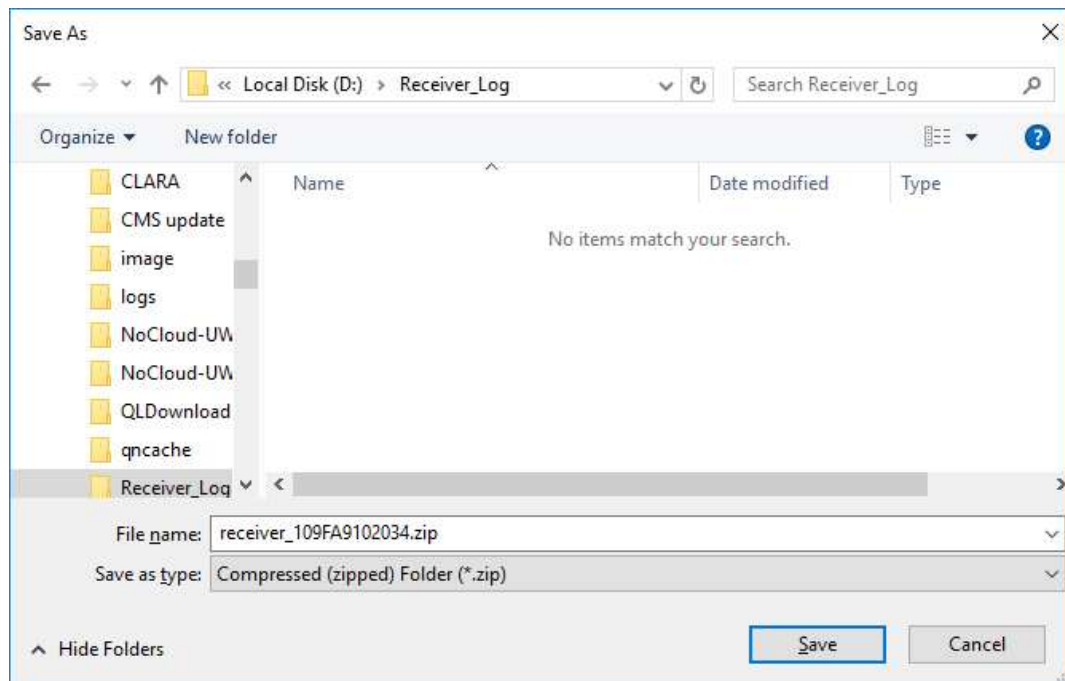 Save As
« Local Disk (D:) > Receiver_Log
Search Receiver_Log
Organize
New folder
?
Name
Date modified
Type
CLARA
CMS update
image
logs
NoCloud-UW
NoCloud-UW
QLDownload
qncache
Receiver_Log
No items match your search.
File name: receiver_109FA9102034.zip
Save as type: Compressed (zipped) Folder (*.zip)
Hide Folders
Save
Cancel